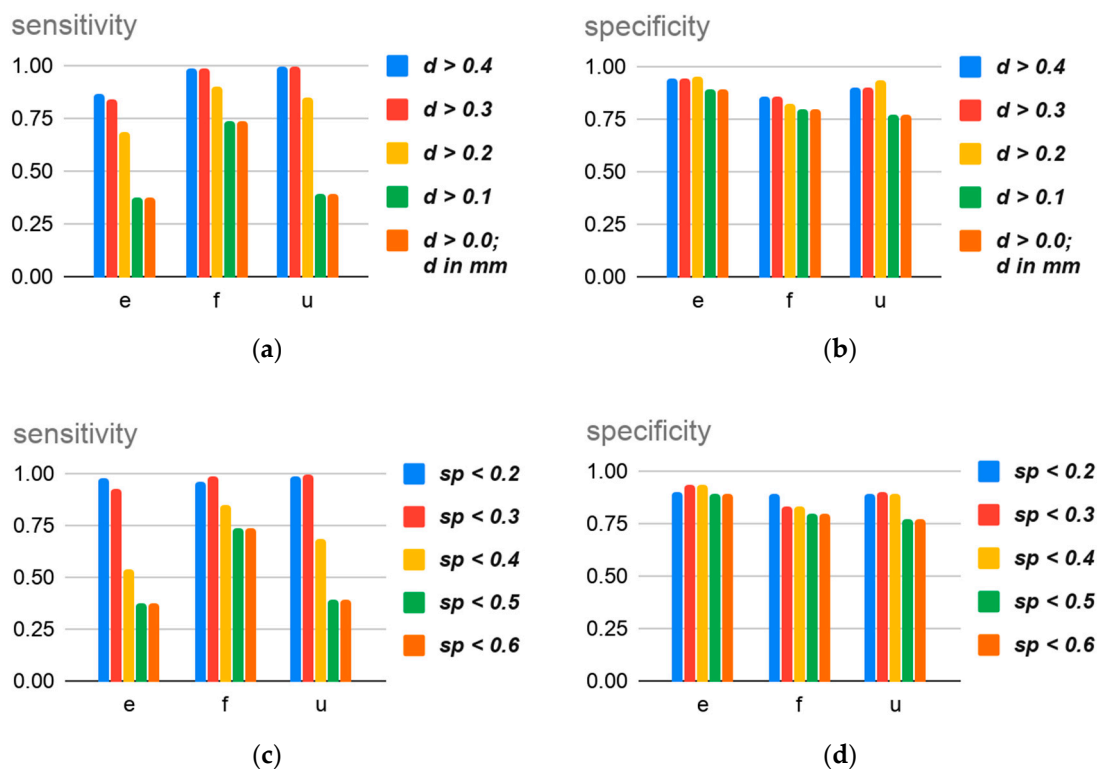 sensitivity
1.00
0.75
0.50
0.25
0.00
e f u
d > 0.4
d > 0.3
d > 0.2
d > 0.1
d > 0.0;
d in mm
(a)
specificity
1.00
0.75
0.50
0.25
0.00
e f u
d > 0.4
d > 0.3
d > 0.2
d > 0.1
d > 0.0;
d in mm
(b)
sensitivity
1.00
0.75
0.50
0.25
0.00
e f u
sp < 0.2
sp < 0.3
sp < 0.4
sp < 0.5
sp < 0.6
(c)
specificity
1.00
0.75
0.50
0.25
0.00
e f u
sp < 0.2
sp < 0.3
sp < 0.4
sp < 0.5
sp < 0.6
(d)